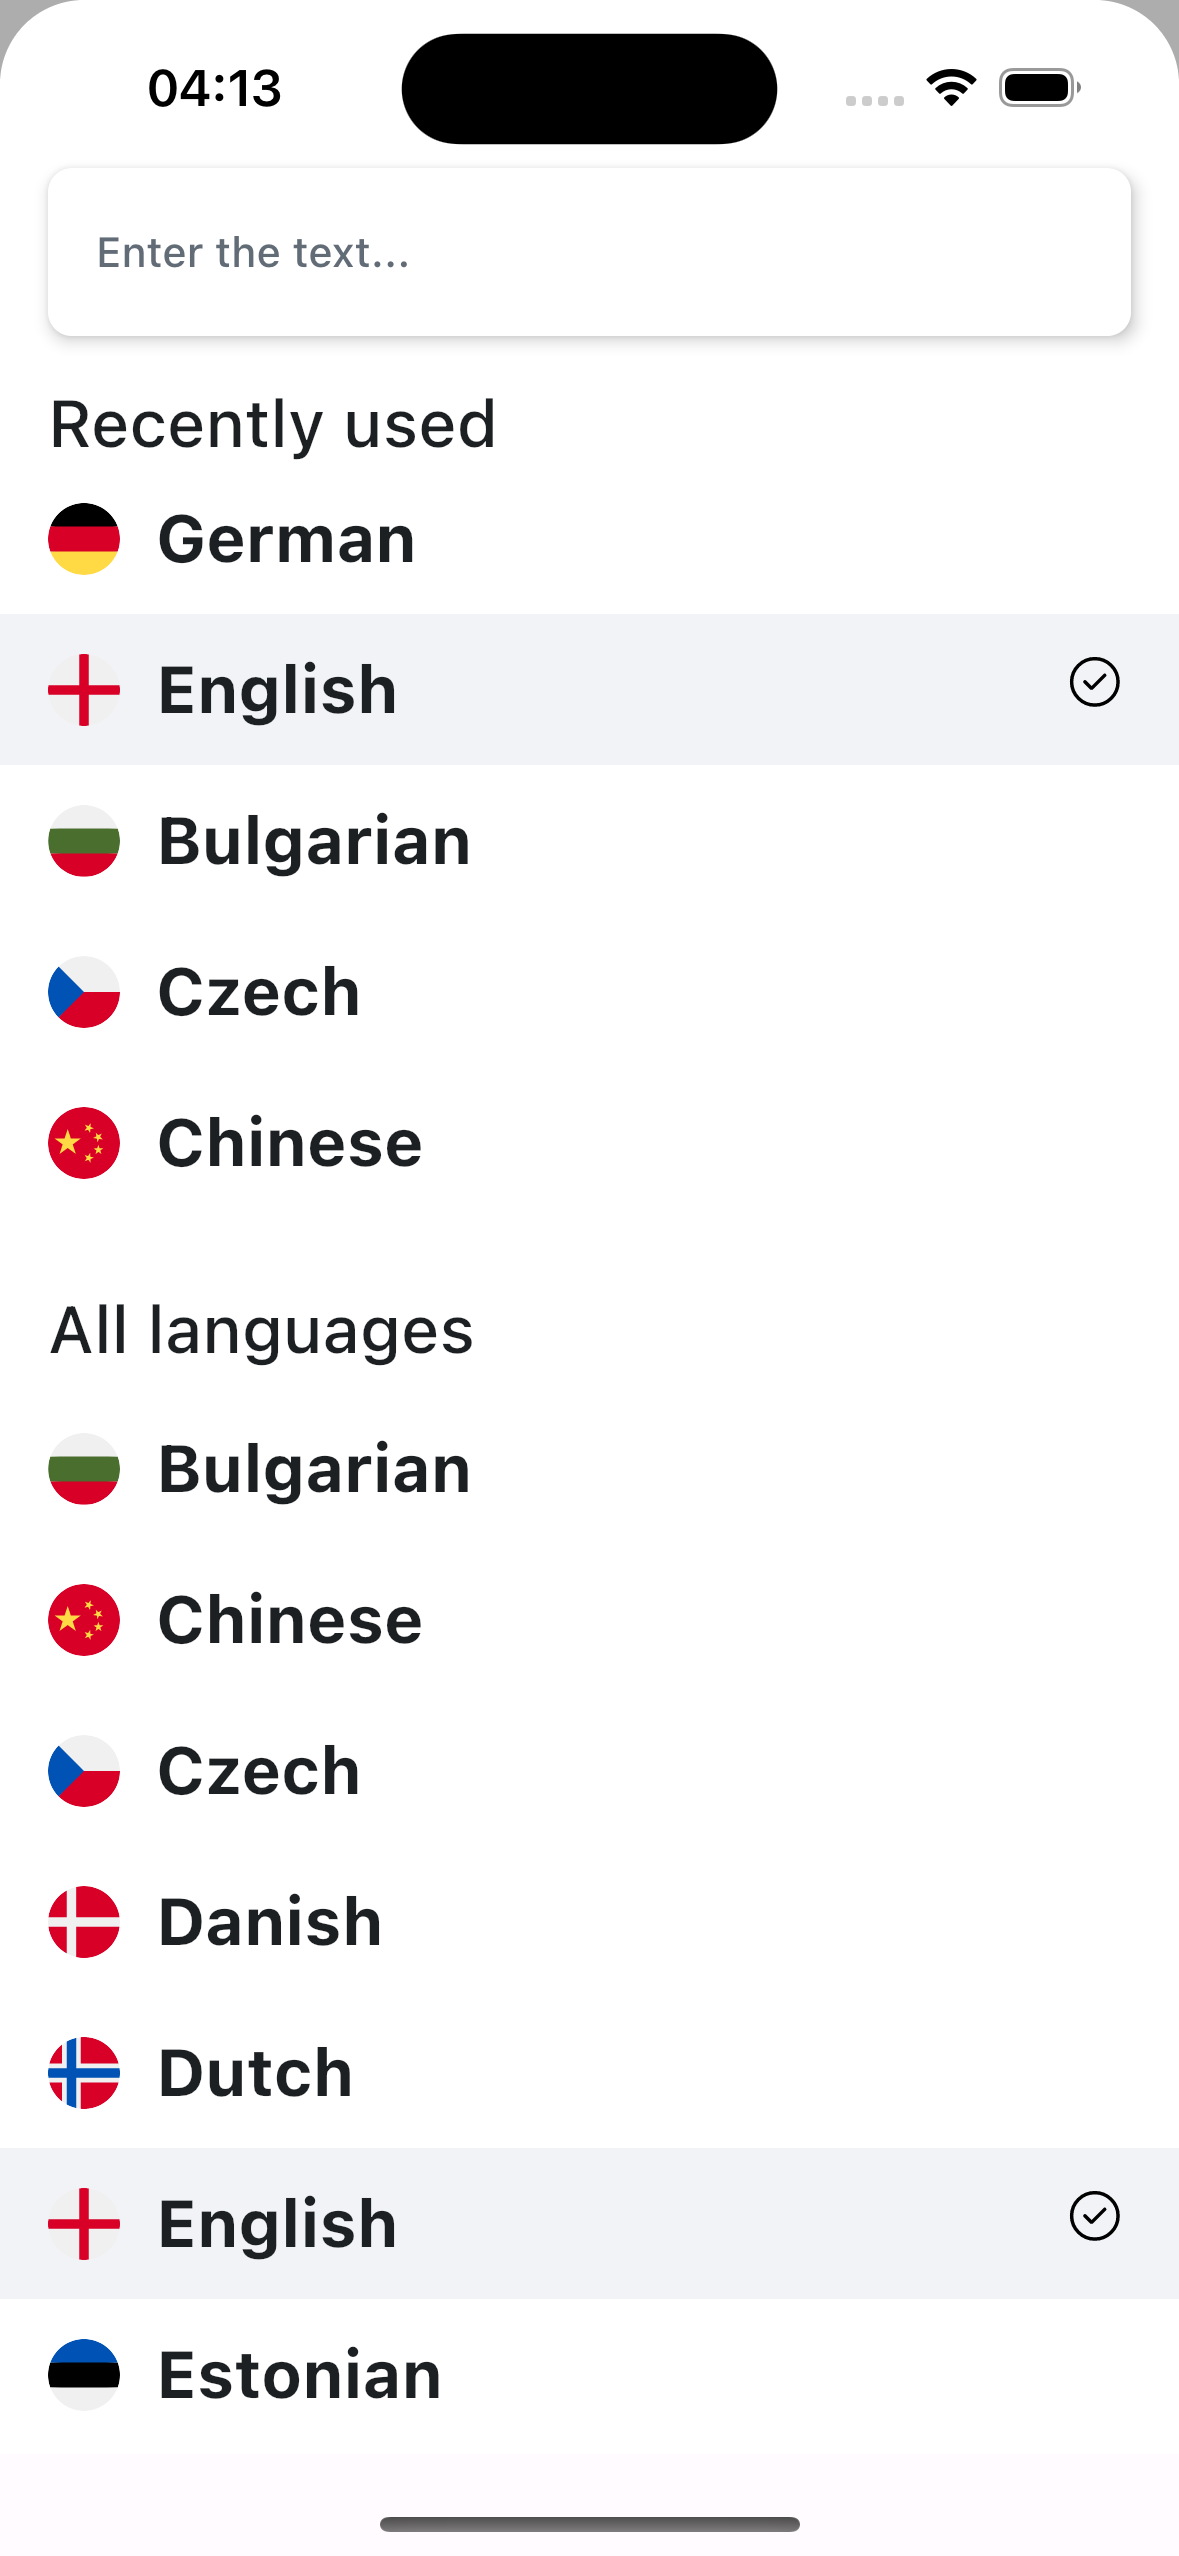 04:13
Enter the text...
Recently used
German
English
Bulgarian
Czech
Chinese
All languages
Bulgarian
Chinese
Czech
Danish
Dutch
English
Estonian